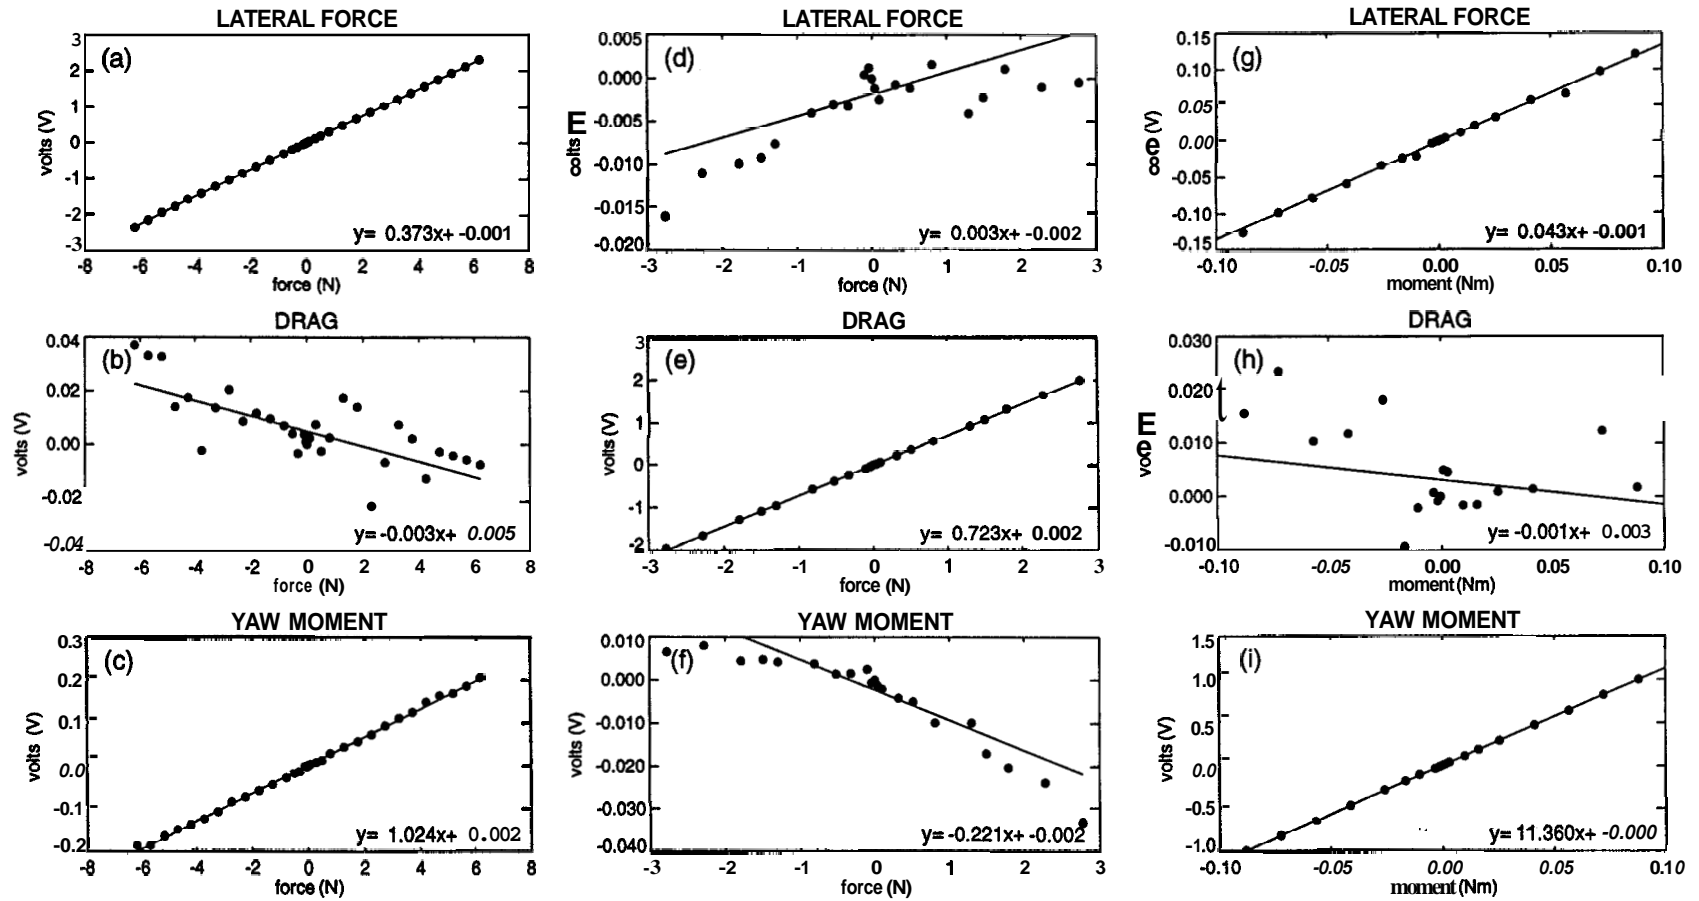 LATERAL FORCE
(a)
volts (V)
3
2
1
0
-1
-2
-3
y= 0.373x+ -0.001
-8 -6 -4 -2 0 2 4 6 8
force (N)
LATERAL FORCE
(d)
E
0.005
0.000
-0.005
-0.010
-0.015
-0.020
y= 0.003x+ -0.002
-3 -2 -1 0 1 2 3
force (N)
LATERAL FORCE
(g)
(V)
0.15
0.10
0.05
0.00
-0.05
-0.10
-0.15
y= 0.043x+ -0.001
-0.10 -0.05 0.00 0.05 0.10
moment (Nm)
DRAG
(b)
volts (V)
0.04
0.02
0.00
-0.02
-0.04
y= -0.003x+ 0.005
-8 -6 -4 -2 0 2 4 6 8
force (N)
DRAG
(e)
volts (V)
3
2
1
0
-1
-2
y= 0.723x+ 0.002
-3 -2 -1 0 1 2 3
force (N)
DRAG
(h)
E
0.030
0.020
0.010
0.000
-0.010
y= -0.001x+ 0.003
-0.10 -0.05 0.00 0.05 0.10
moment (Nm)
YAW MOMENT
(c)
volts (V)
0.3
0.2
0.1
0.0
-0.1
-0.2
y= 1.024x+ 0.002
-8 -6 -4 -2 0 2 4 6 8
force (N)
YAW MOMENT
(f)
volts (V)
0.010
0.000
-0.010
-0.020
-0.030
-0.040
y= -0.221x+ -0.002
-3 -2 -1 0 1 2 3
force (N)
YAW MOMENT
(i)
volts (V)
1.5
1.0
0.5
0.0
-0.5
-1.0
y= 11.360x+ -0.000
-0.10 -0.05 0.00 0.05 0.10
moment (Nm)